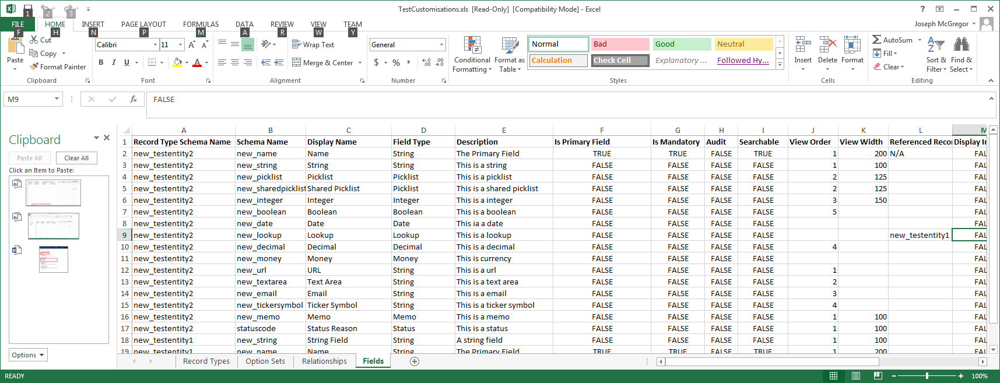 TestCustomisations.xls [Read-Only] [Compatibility Mode] - Excel
1 2 3
FILE HOME INSERT PAGE LAYOUT FORMULAS DATA REVIEW VIEW TEAM
Joseph McGregor
F H N P M A R W Y
Paste
Cut
Copy
Format Painter
Clipboard
Calibri 11
B I U
Font
Wrap Text
Merge & Center
Alignment
General
$ % ,
Number
Conditional Formatting
Format as Table
Normal Bad Good Neutral
Calculation Check Cell Explanatory ... Followed Hy...
Styles
Insert Delete Format
Cells
AutoSum
Fill
Clear
Sort & Filter
Find & Select
Editing
M9 fx FALSE
Clipboard
Paste All Clear All
Click an Item to Paste:
Options
A B C D E F G H I J K L M
1 Record Type Schema Name Schema Name Display Name Field Type Description Is Primary Field Is Mandatory Audit Searchable View Order View Width Referenced Recor Display In
2 new_testentity2 new_name Name String The Primary Field TRUE TRUE FALSE TRUE 1 200 N/A FAL
3 new_testentity2 new_string String String This is a string FALSE FALSE FALSE FALSE 1 100 FAL
4 new_testentity2 new_picklist Picklist Picklist This is a picklist FALSE FALSE FALSE FALSE 2 125 FAL
5 new_testentity2 new_sharedpicklist Shared Picklist Picklist This is a shared picklist FALSE FALSE FALSE FALSE 2 125 FAL
6 new_testentity2 new_integer Integer Integer This is a integer FALSE FALSE FALSE FALSE 3 150 FAL
7 new_testentity2 new_boolean Boolean Boolean This is a boolean FALSE FALSE FALSE FALSE 5 FAL
8 new_testentity2 new_date Date Date This ia a date FALSE FALSE FALSE FALSE FAL
9 new_testentity2 new_lookup Lookup Lookup This is a lookup FALSE FALSE FALSE FALSE new_testentity1 FAL
10 new_testentity2 new_decimal Decimal Decimal This is a decimal FALSE FALSE FALSE FALSE 4 FAL
11 new_testentity2 new_money Money Money This is currency FALSE FALSE FALSE FALSE FAL
12 new_testentity2 new_url URL String This is a url FALSE FALSE FALSE FALSE 1 FAL
13 new_testentity2 new_textarea Text Area String This is a text area FALSE FALSE FALSE FALSE 2 FAL
14 new_testentity2 new_email Email String This is a email FALSE FALSE FALSE FALSE 3 FAL
15 new_testentity2 new_tickersymbol Ticker Symbol String This is a ticker symbol FALSE FALSE FALSE FALSE 4 FAL
16 new_testentity2 new_memo Memo Memo This is a memo FALSE FALSE FALSE FALSE 1 100 FAL
17 new_testentity2 statuscode Status Reason Status This is a status FALSE FALSE FALSE FALSE 1 100 FAL
18 new_testentity1 new_string String Field String A string field FALSE FALSE FALSE FALSE 1 100 FAL
19 new_testentity1 new_name Name String The Primary Field TRUE TRUE FALSE TRUE 1 200 FAL
Record Types Option Sets Relationships Fields
READY 100%